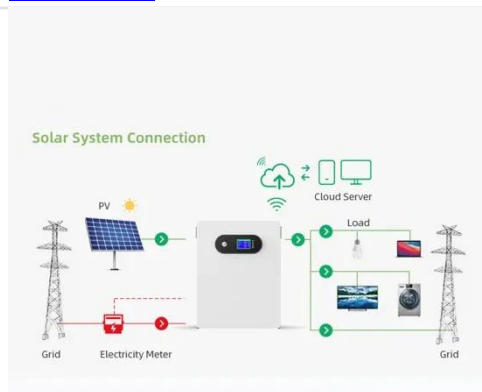 Solar System Connection
Cloud Server
PV
Load
Grid
Electricity Meter
Grid